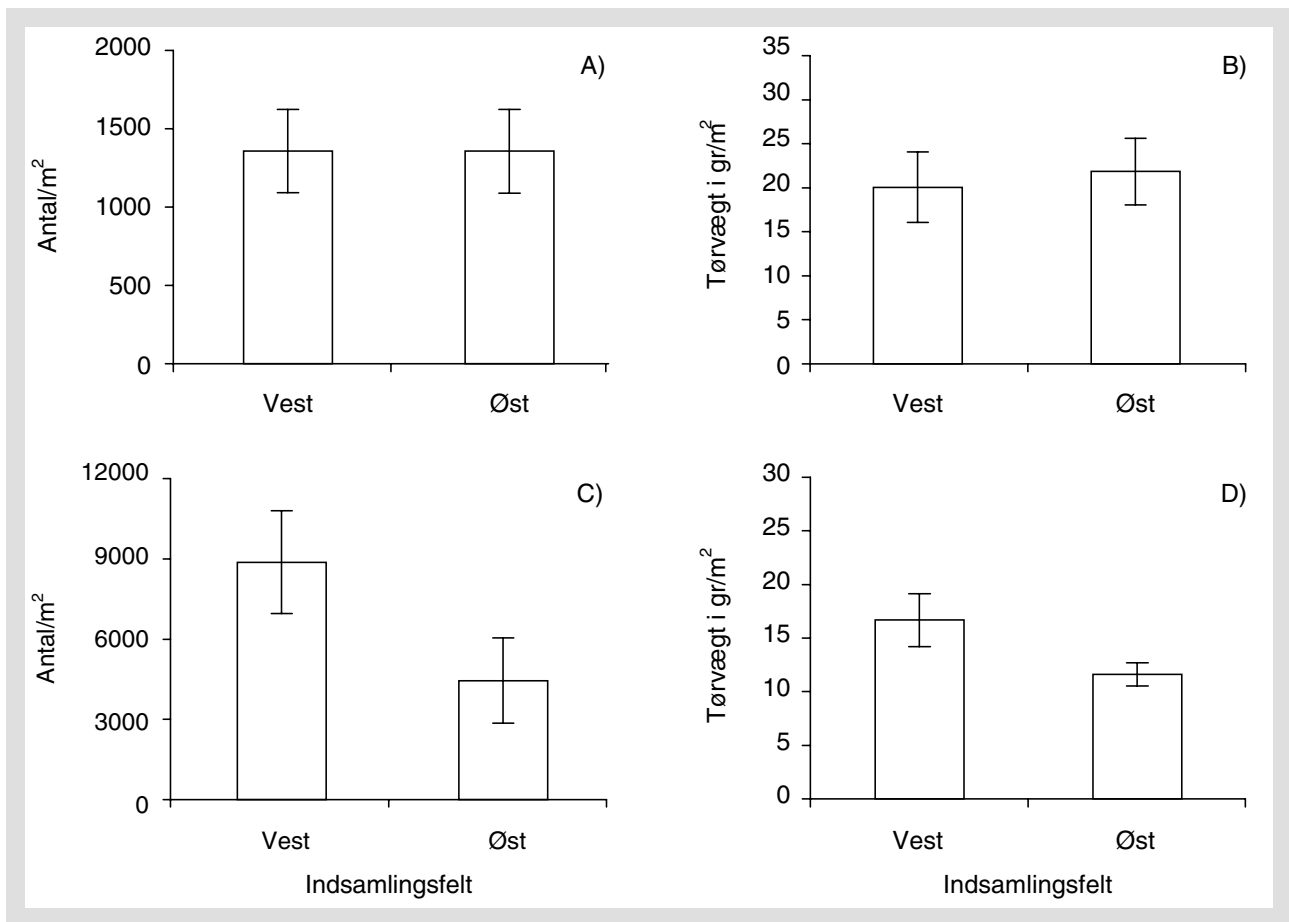 A)
Antal/m²
2000
1500
1000
500
0
Vest Øst
B)
Tørvægt i gr/m²
35
30
25
20
15
10
5
0
Vest Øst
C)
Antal/m²
12000
9000
6000
3000
0
Vest Øst
Indsamlingsfelt
D)
Tørvægt i gr/m²
30
25
20
15
10
5
0
Vest Øst
Indsamlingsfelt